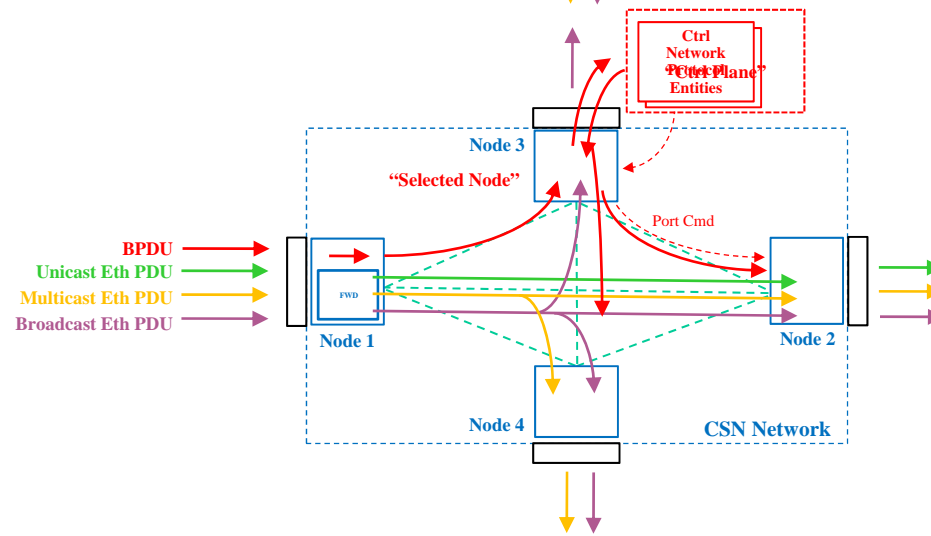 Ctrl
Network
Protocol
Entities
“Ctrl Plane”
Node 3
“Selected Node”
Port Cmd
BPDU
Unicast Eth PDU
Multicast Eth PDU
Broadcast Eth PDU
FWD
Node 1
Node 2
Node 4
CSN Network